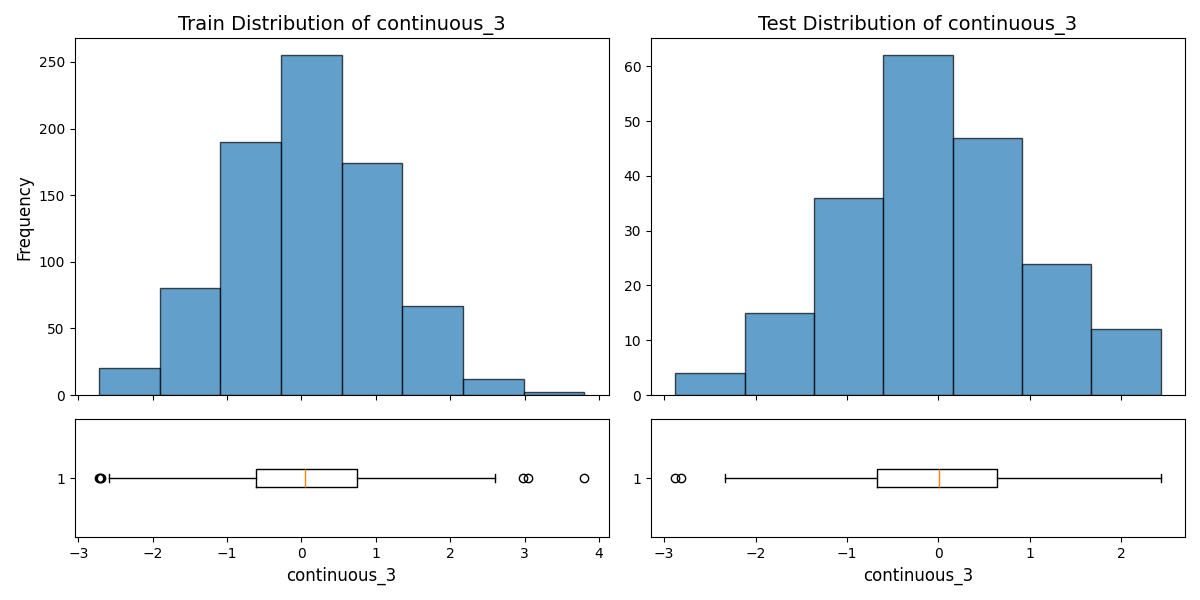 Train Distribution of continuous_3
Test Distribution of continuous_3
Frequency
250
200
150
100
50
0
60
50
40
30
20
10
0
1
−3 −2 −1 0 1 2 3 4
continuous_3
1
−3 −2 −1 0 1 2
continuous_3